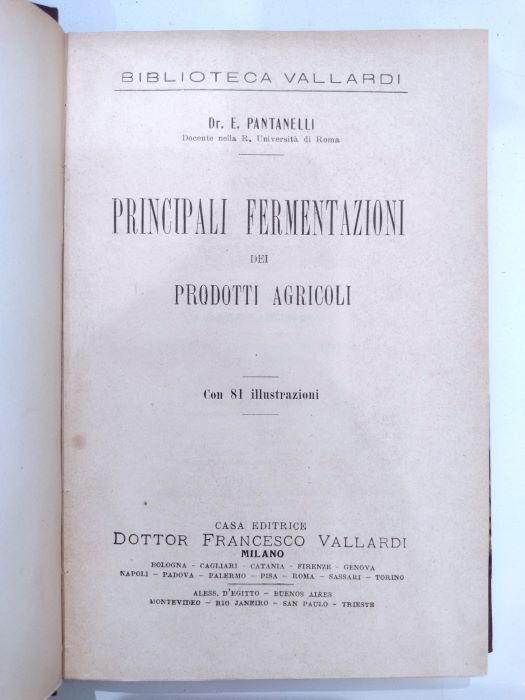 BIBLIOTECA VALLARDI
Dr. E. PANTANELLI
Docente nella R. Università di Roma
PRINCIPALI FERMENTAZIONI
DEI
PRODOTTI AGRICOLI
Con 81 illustrazioni
CASA EDITRICE
DOTTOR FRANCESCO VALLARDI
MILANO
BOLOGNA - CAGLIARI - CATANIA - FIRENZE - GENOVA
NAPOLI - PADOVA - PALERMO - PISA - ROMA - SASSARI - TORINO
ALESS. D'EGITTO - BUENOS AIRES
MONTEVIDEO - RIO JANEIRO - SAN PAULO - TRIESTE